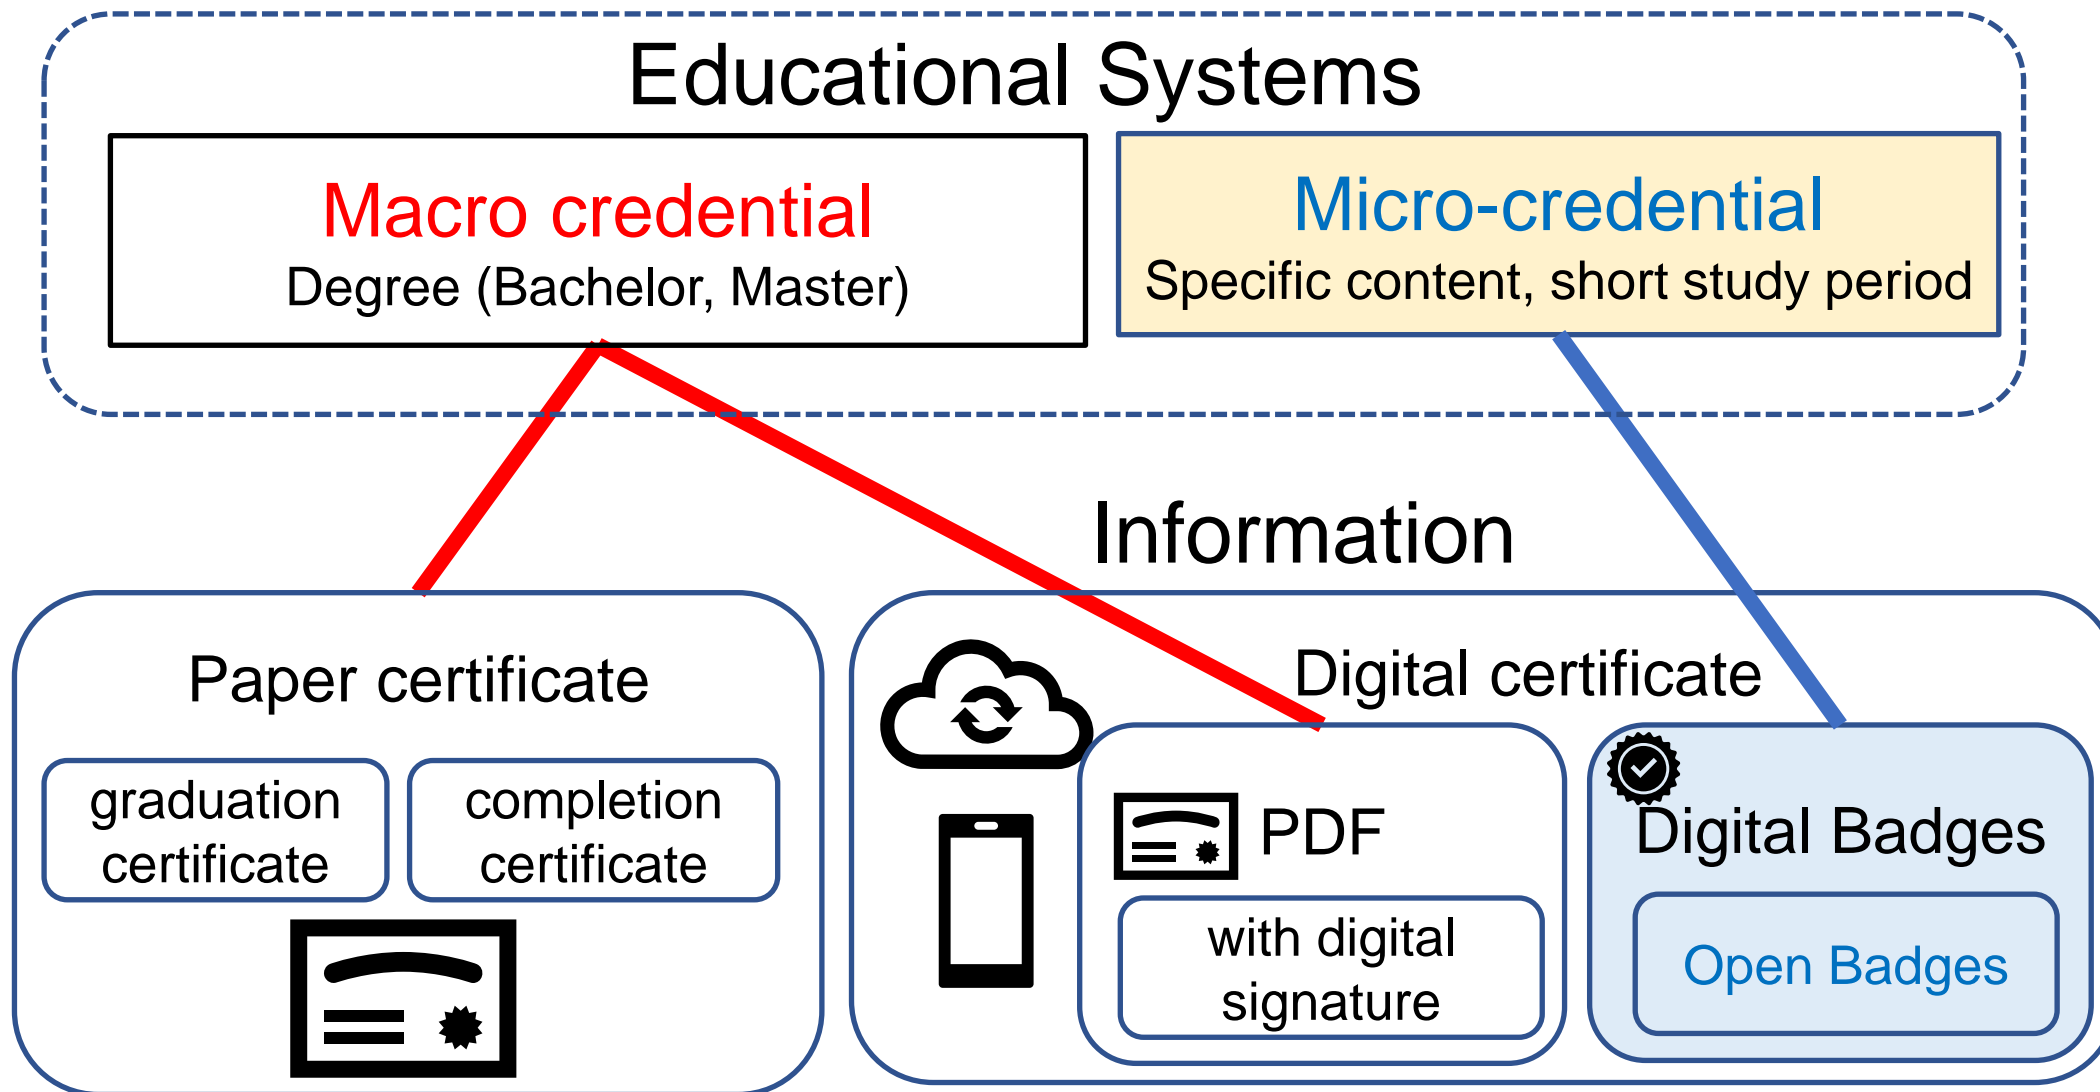 Educational Systems
Macro credential
Degree (Bachelor, Master)
Micro-credential
Specific content, short study period
Information
Paper certificate
graduation
certificate
completion
certificate
Digital certificate
PDF
with digital
signature
Digital Badges
Open Badges